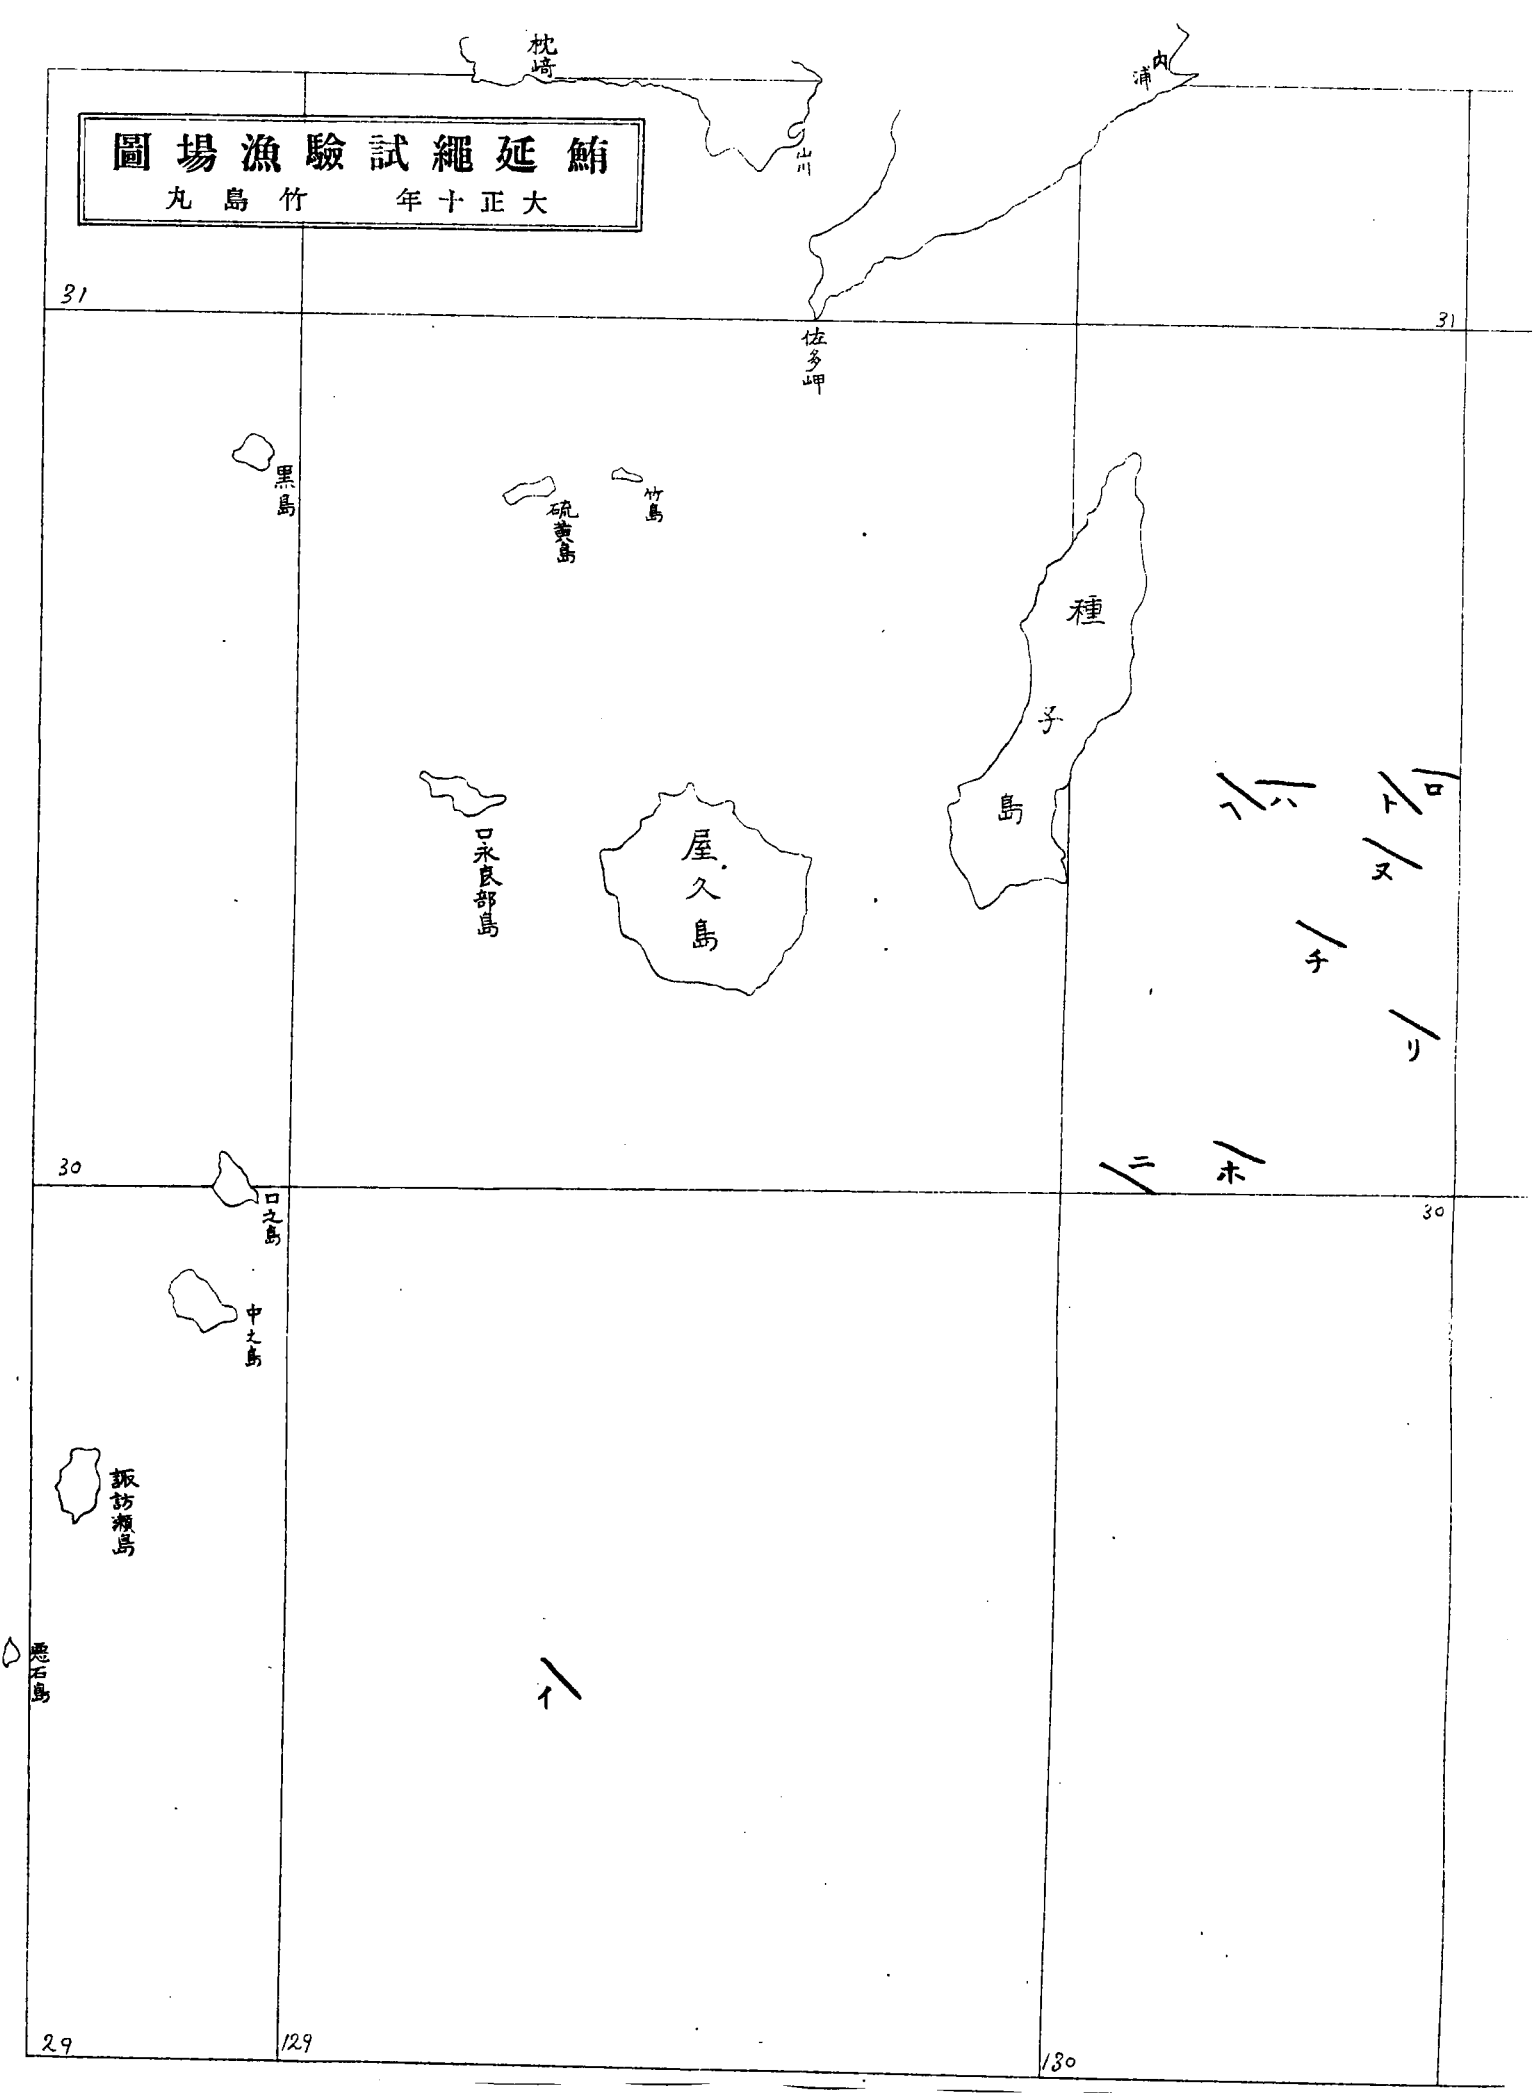 鮪延繩試驗漁場圖
大正十年 竹島丸
枕崎
内浦
山川
31
31
佐多岬
黒島
硫黄島
竹島
種子島
口永良部島
屋久島
ヘ
ハ
ト
ロ
ヌ
チ
リ
30
口之島
ニ
ホ
30
中之島
諏訪瀬島
悪石島
イ
29
129
130